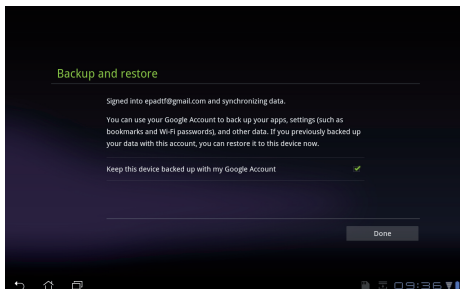 Backup and restore
Signed into epadtf@gmail.com and synchronizing data.
You can use your Google Account to back up your apps, settings (such as
bookmarks and Wi-Fi passwords), and other data. If you previously backed up
your data with this account, you can restore it to this device now.
Keep this device backed up with my Google Account
Done
09:36